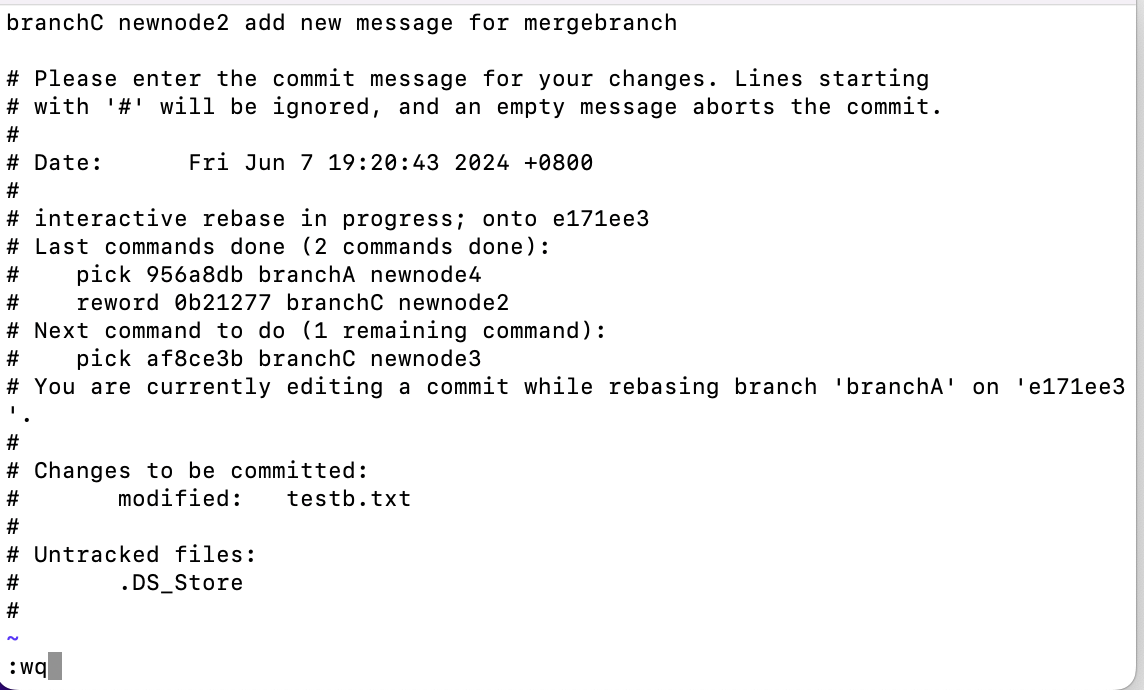 branchC newnode2 add new message for mergebranch
# Please enter the commit message for your changes. Lines starting
# with '#' will be ignored, and an empty message aborts the commit.
#
# Date:      Fri Jun 7 19:20:43 2024 +0800
#
# interactive rebase in progress; onto e171ee3
# Last commands done (2 commands done):
#    pick 956a8db branchA newnode4
#    reword 0b21277 branchC newnode2
# Next command to do (1 remaining command):
#    pick af8ce3b branchC newnode3
# You are currently editing a commit while rebasing branch 'branchA' on 'e171ee3
'.
#
# Changes to be committed:
#       modified:   testb.txt
#
# Untracked files:
#       .DS_Store
#
~
:wq